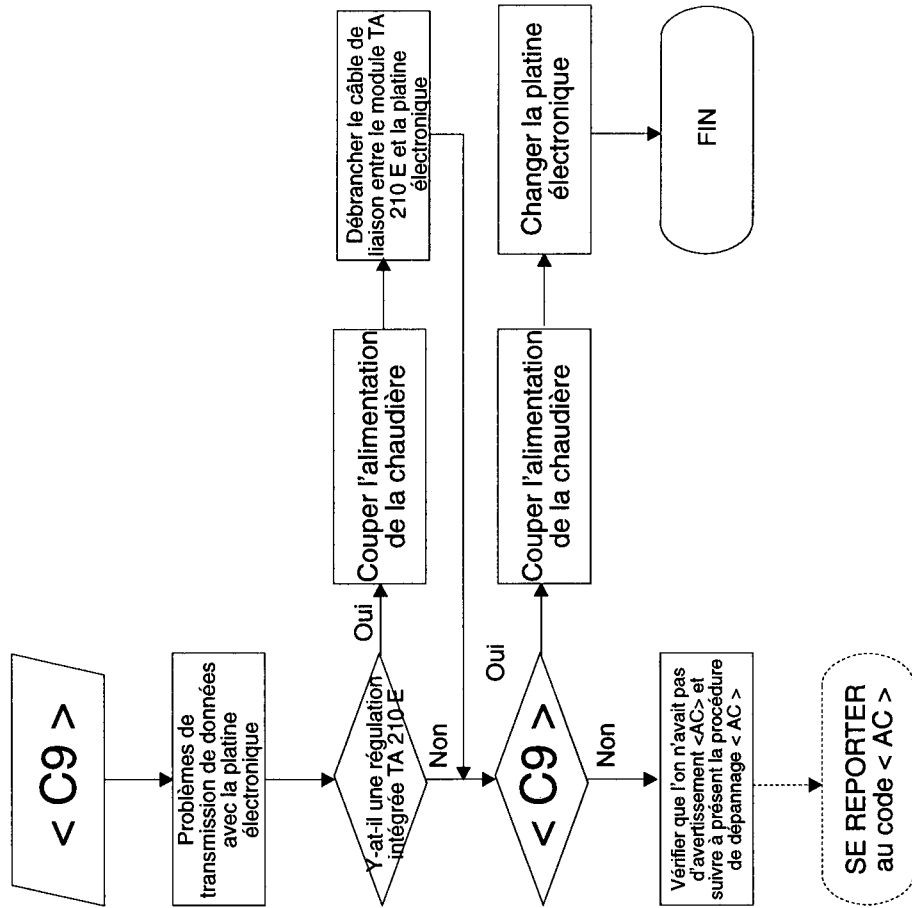 < C9 >
Problèmes de
transmission de données
avec la platine
électronique
Y-at-il une régulation
intégrée TA 210 E
Oui
Non
Couper l'alimentation
de la chaudière
Débrancher le câble de
liaison entre le module TA
210 E et la platine
électronique
< C9 >
Oui
Non
Couper l'alimentation
de la chaudière
Changer la platine
électronique
FIN
Vérifier que l'on n'avait pas
d'avertissement <AC> et
suivre à présent la procédure
de dépannage < AC >
SE REPORTER
au code < AC >